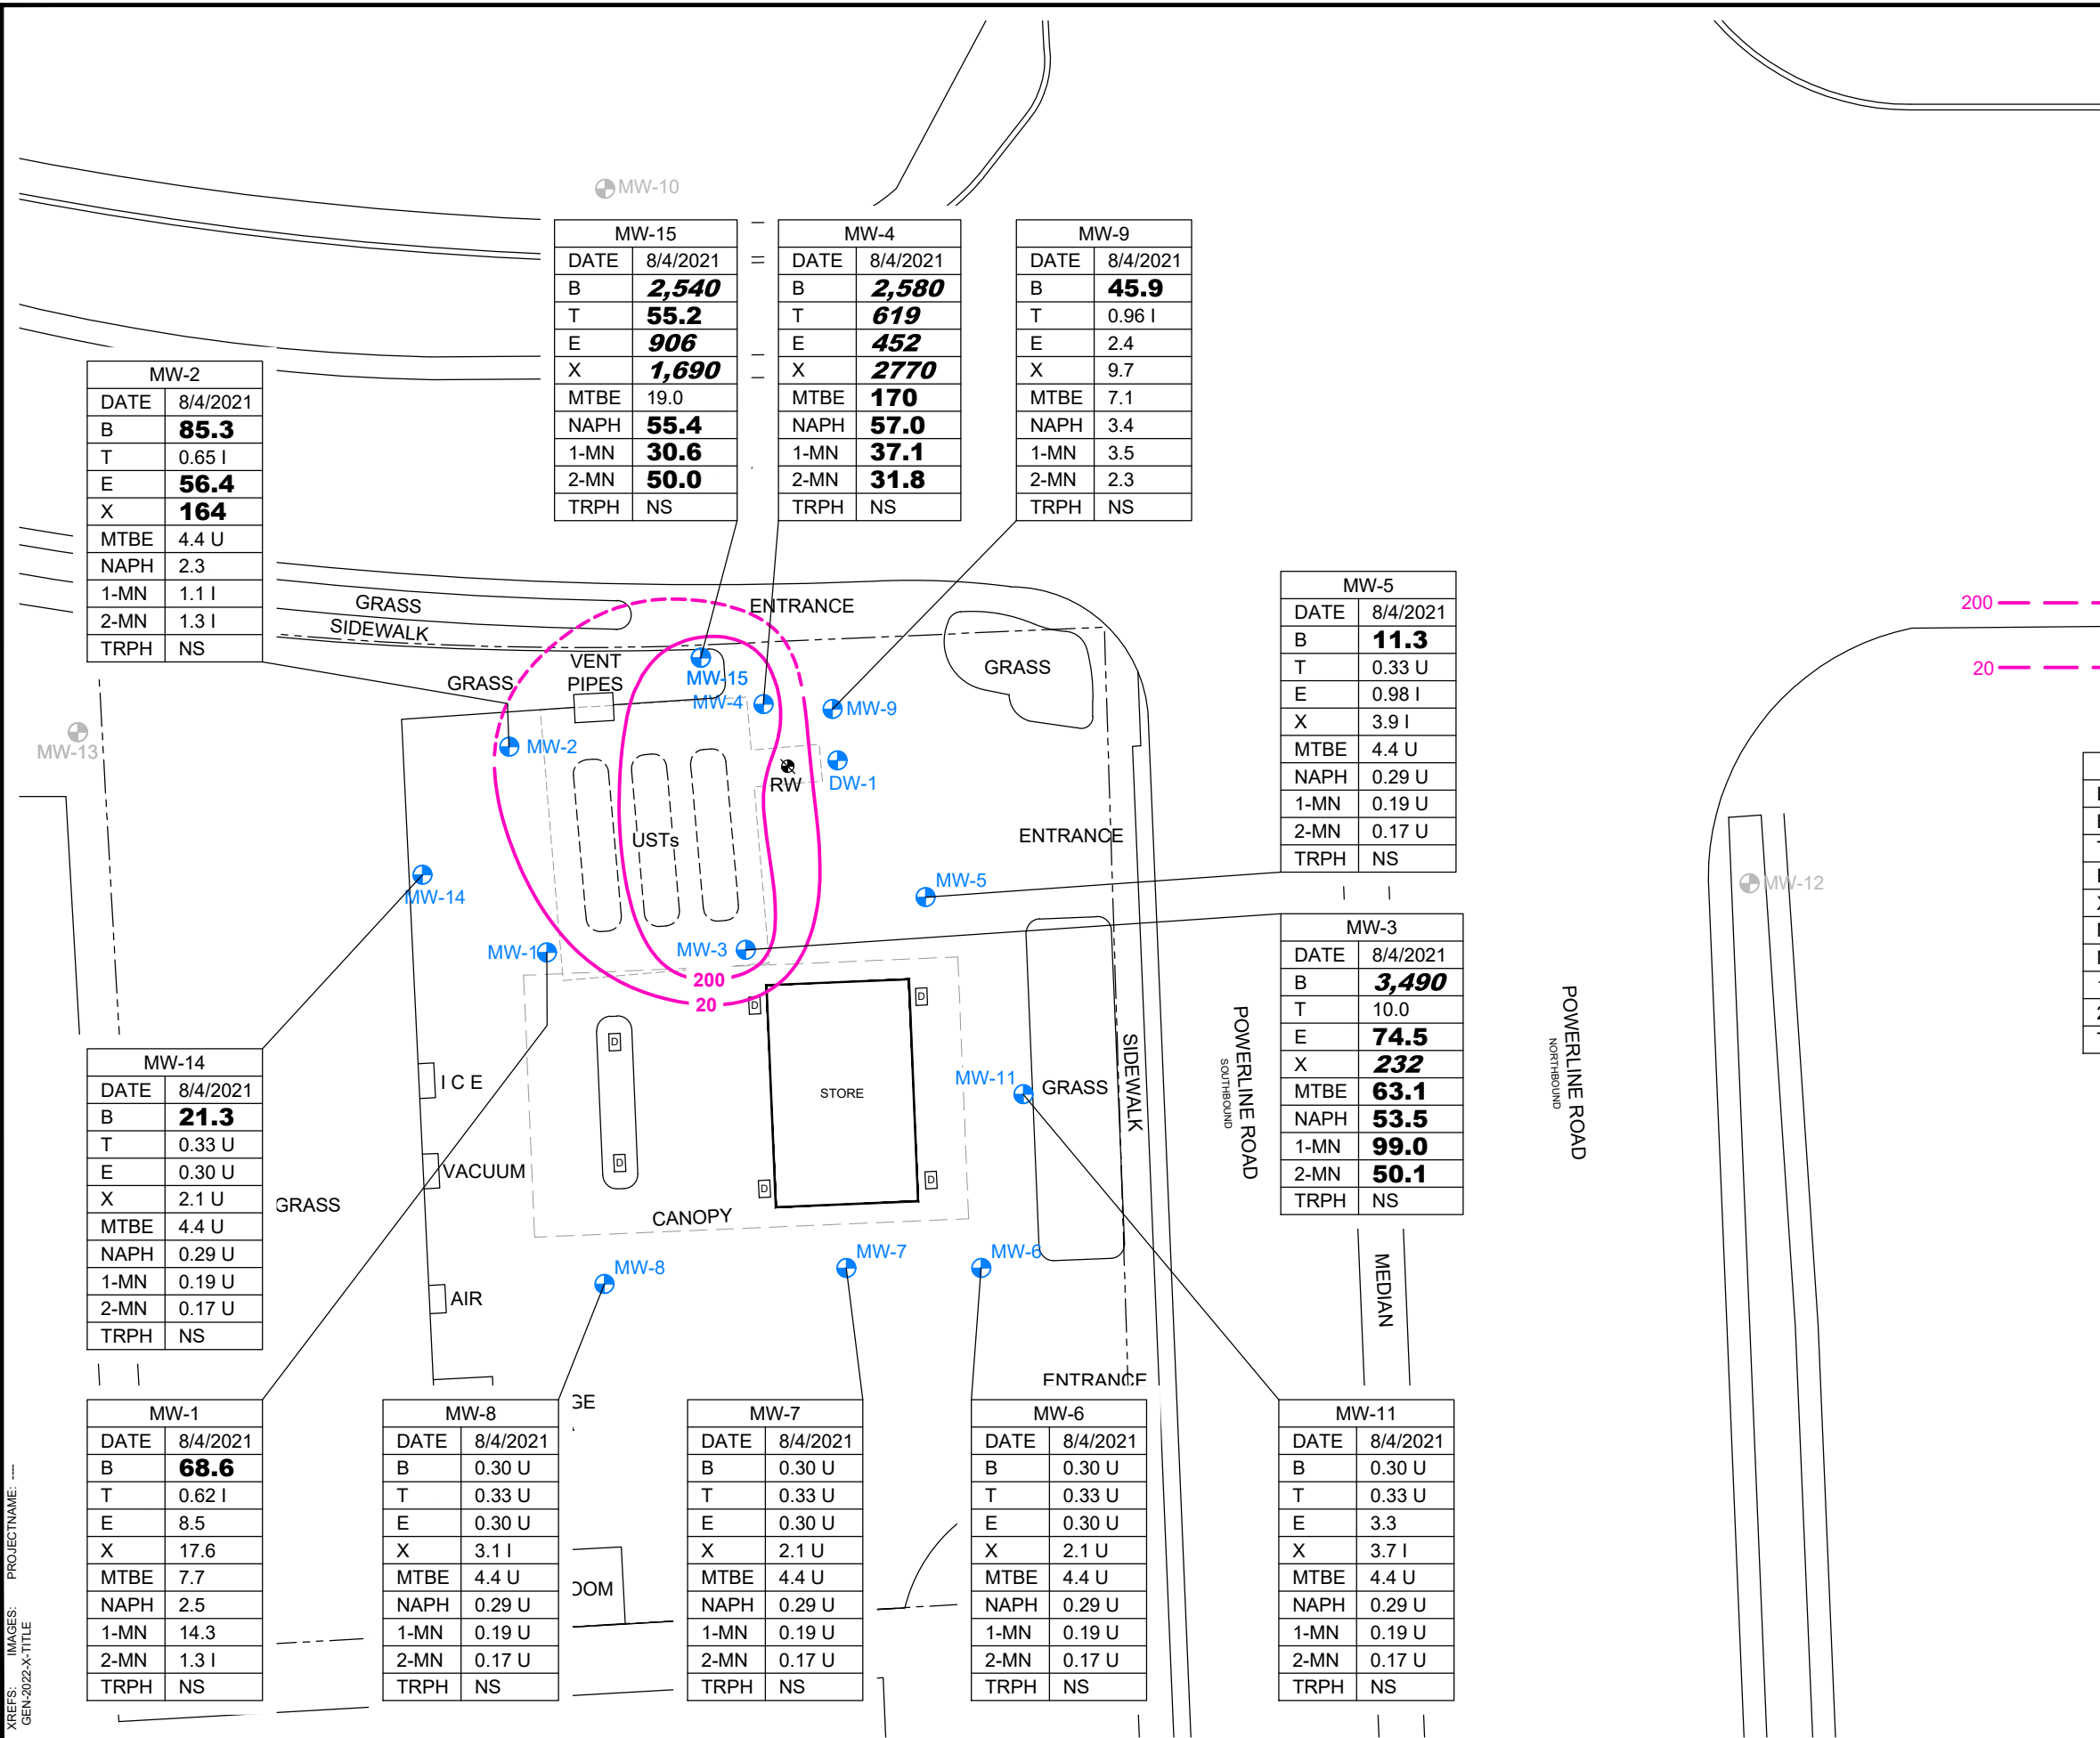 MW-10
MW-15
DATE 8/4/2021
B 2,540
T 55.2
E 906
X 1,690
MTBE 19.0
NAPH 55.4
1-MN 30.6
2-MN 50.0
TRPH NS
MW-4
DATE 8/4/2021
B 2,580
T 619
E 452
X 2770
MTBE 170
NAPH 57.0
1-MN 37.1
2-MN 31.8
TRPH NS
MW-9
DATE 8/4/2021
B 45.9
T 0.96 I
E 2.4
X 9.7
MTBE 7.1
NAPH 3.4
1-MN 3.5
2-MN 2.3
TRPH NS
MW-2
DATE 8/4/2021
B 85.3
T 0.65 I
E 56.4
X 164
MTBE 4.4 U
NAPH 2.3
1-MN 1.1 I
2-MN 1.3 I
TRPH NS
MW-5
DATE 8/4/2021
B 11.3
T 0.33 U
E 0.98 I
X 3.9 I
MTBE 4.4 U
NAPH 0.29 U
1-MN 0.19 U
2-MN 0.17 U
TRPH NS
200
20
GRASS
SIDEWALK
ENTRANCE
VENT
PIPES
GRASS
GRASS
MW-15
MW-4
MW-9
MW-2
MW-13
RW
DW-1
USTs
ENTRANCE
MW-5
MW-12
MW-14
MW-1
MW-3
200
20
D
D
MW-3
DATE 8/4/2021
B 3,490
T 10.0
E 74.5
X 232
MTBE 63.1
NAPH 53.5
1-MN 99.0
2-MN 50.1
TRPH NS
MW-14
DATE 8/4/2021
B 21.3
T 0.33 U
E 0.30 U
X 2.1 U
MTBE 4.4 U
NAPH 0.29 U
1-MN 0.19 U
2-MN 0.17 U
TRPH NS
D
I C E
STORE
MW-11
GRASS
SIDEWALK
POWERLINE ROAD
SOUTHBOUND
POWERLINE ROAD
NORTHBOUND
VACUUM
D
D
D
GRASS
CANOPY
MW-7
MW-6
MW-8
AIR
MEDIAN
ENTRANCE
GE
OOM
MW-1
DATE 8/4/2021
B 68.6
T 0.62 I
E 8.5
X 17.6
MTBE 7.7
NAPH 2.5
1-MN 14.3
2-MN 1.3 I
TRPH NS
MW-8
DATE 8/4/2021
B 0.30 U
T 0.33 U
E 0.30 U
X 3.1 I
MTBE 4.4 U
NAPH 0.29 U
1-MN 0.19 U
2-MN 0.17 U
TRPH NS
MW-7
DATE 8/4/2021
B 0.30 U
T 0.33 U
E 0.30 U
X 2.1 U
MTBE 4.4 U
NAPH 0.29 U
1-MN 0.19 U
2-MN 0.17 U
TRPH NS
MW-6
DATE 8/4/2021
B 0.30 U
T 0.33 U
E 0.30 U
X 2.1 U
MTBE 4.4 U
NAPH 0.29 U
1-MN 0.19 U
2-MN 0.17 U
TRPH NS
MW-11
DATE 8/4/2021
B 0.30 U
T 0.33 U
E 3.3
X 3.7 I
MTBE 4.4 U
NAPH 0.29 U
1-MN 0.19 U
2-MN 0.17 U
TRPH NS
XREFS: IMAGES: PROJECTNAME: ----
GEN-2022-X-TITLE